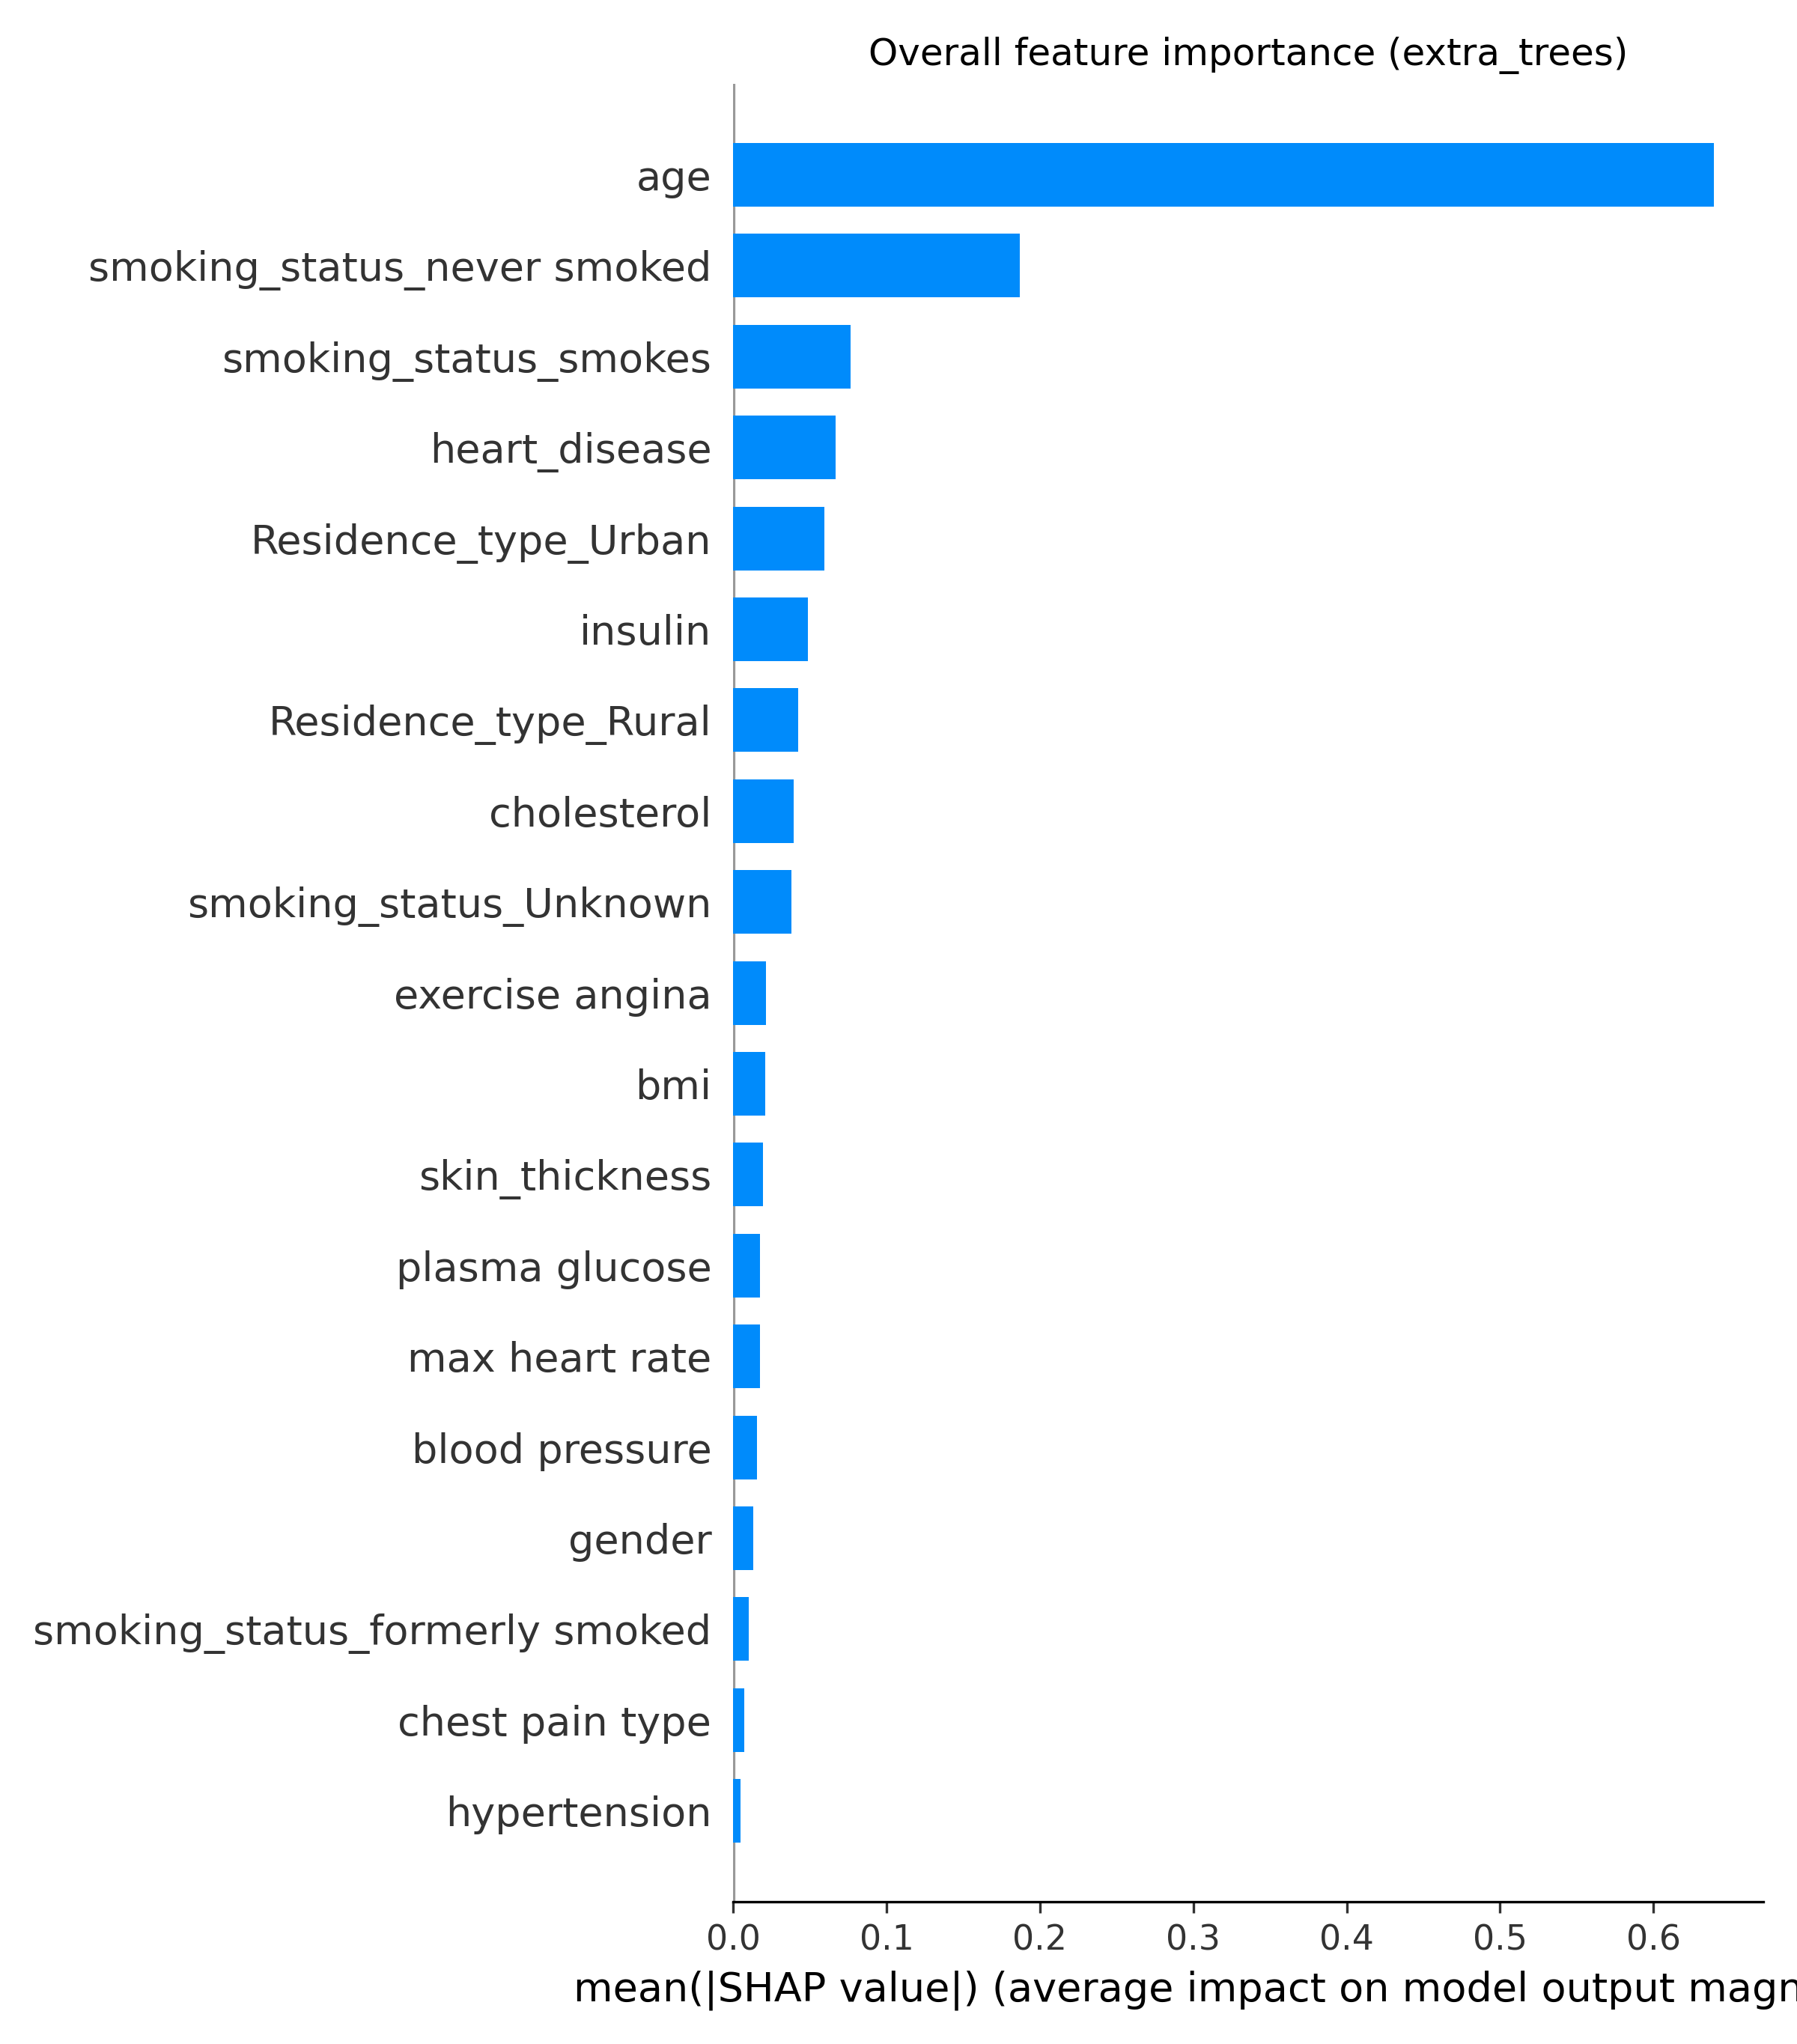 Overall feature importance (extra_trees)
age
smoking_status_never smoked
smoking_status_smokes
heart_disease
Residence_type_Urban
insulin
Residence_type_Rural
cholesterol
smoking_status_Unknown
exercise angina
bmi
skin_thickness
plasma glucose
max heart rate
blood pressure
gender
smoking_status_formerly smoked
chest pain type
hypertension
0.0 0.1 0.2 0.3 0.4 0.5 0.6
mean(|SHAP value|) (average impact on model output magn